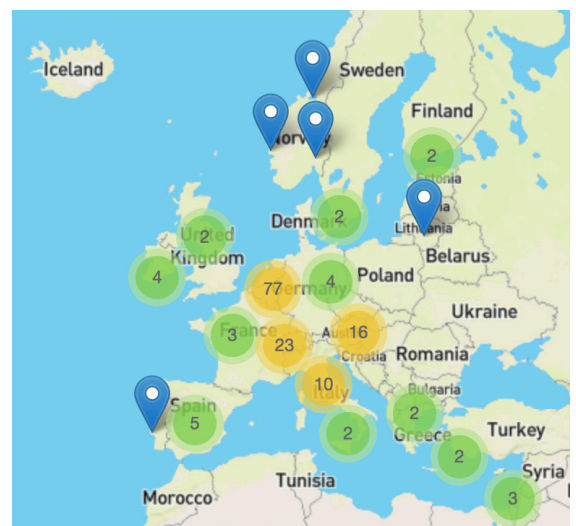 Iceland
Sweden
Norway
Finland
2
Estonia
Lithuania
2
United
Kingdom
Denmark
2
Belarus
4
77
Germany
4
Poland
Ukraine
3
France
23
Austria
16
Croatia
Romania
10
Italy
Bulgaria
Spain
5
2
2
Greece
Turkey
2
Syria
3
Tunisia
Morocco